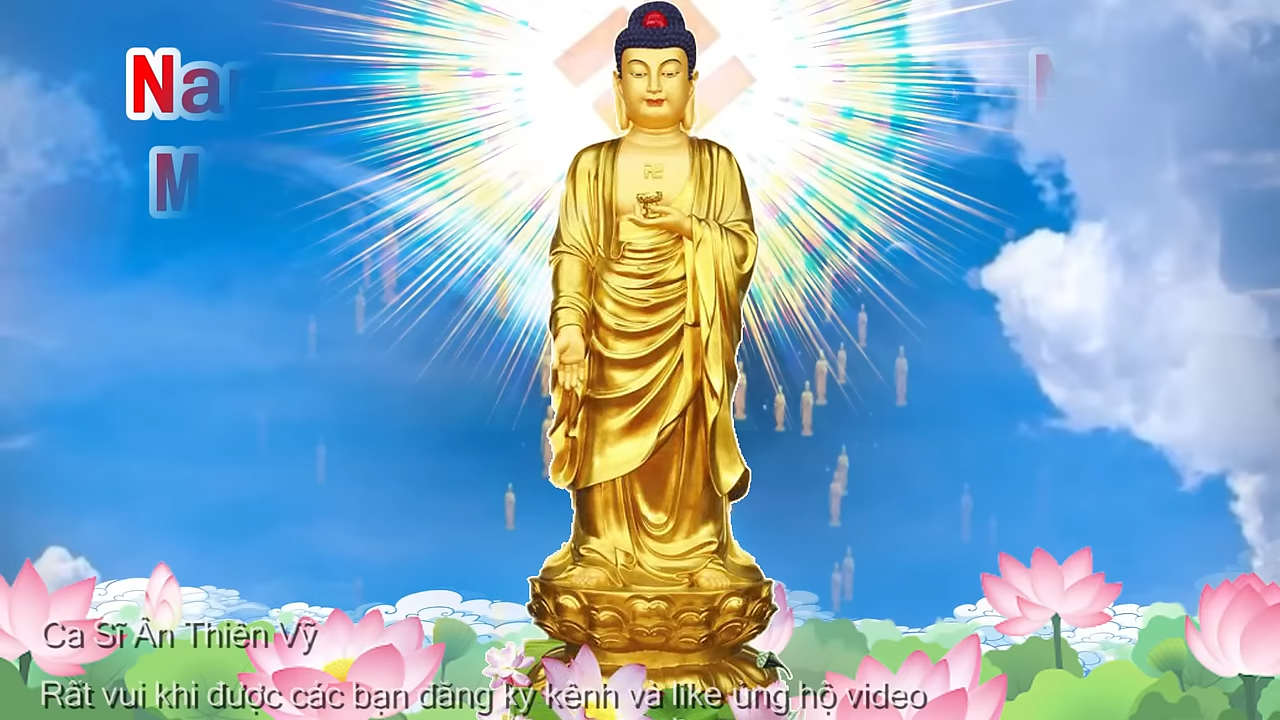 Na
M
N
Ca Sĩ Ân Thiên Vỹ
Rất vui khi được các bạn đăng ký kênh và like ủng hộ video